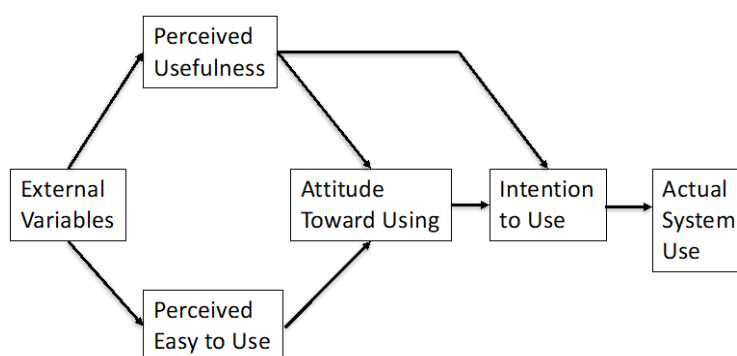 Perceived
Usefulness
External
Variables
Attitude
Toward Using
Intention
to Use
Actual
System
Use
Perceived
Easy to Use